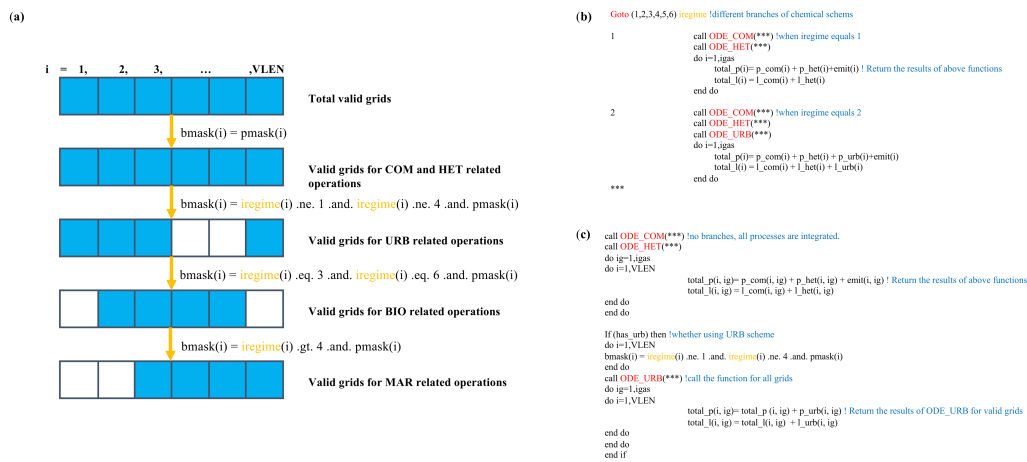 (a)
i = 1, 2, 3, ... ,VLEN
Total valid grids
bmask(i) = pmask(i)
Valid grids for COM and HET related
operations
bmask(i) = iregime(i) .ne. 1 .and. iregime(i) .ne. 4 .and. pmask(i)
Valid grids for URB related operations
bmask(i) = iregime(i) .eq. 3 .and. iregime(i) .eq. 6 .and. pmask(i)
Valid grids for BIO related operations
bmask(i) = iregime(i) .gt. 4 .and. pmask(i)
Valid grids for MAR related operations
(b)
Goto (1,2,3,4,5,6) iregime !different branches of chemical schems
1 call ODE_COM(***) !when iregime equals 1
call ODE_HET(***)
do i=1,igas
total_p(i)= p_com(i) + p_het(i)+emit(i) ! Return the results of above functions
total_l(i) = l_com(i) + l_het(i)
end do
2 call ODE_COM(***) !when iregime equals 2
call ODE_HET(***)
call ODE_URB(***)
do i=1,igas
total_p(i)= p_com(i) + p_het(i) + p_urb(i)+emit(i)
total_l(i) = l_com(i) + l_het(i) + l_urb(i)
end do
***
(c)
call ODE_COM(***) !no branches, all processes are integrated.
call ODE_HET(***)
do ig=1,igas
do i=1,VLEN
total_p(i, ig)= p_com(i, ig) + p_het(i, ig) + emit(i, ig) ! Return the results of above functions
total_l(i, ig) = l_com(i, ig) + l_het(i, ig)
end do
end do
If (has_urb) then !whether using URB scheme
do i=1,VLEN
bmask(i) = iregime(i) .ne. 1 .and. iregime(i) .ne. 4 .and. pmask(i)
end do
call ODE_URB(***) !call the function for all grids
do ig=1,igas
do i=1,VLEN
total_p(i, ig)= total_p (i, ig) + p_urb(i, ig) ! Return the results of ODE_URB for valid grids
total_l(i, ig) = total_l(i, ig) + l_urb(i, ig)
end do
end do
end if